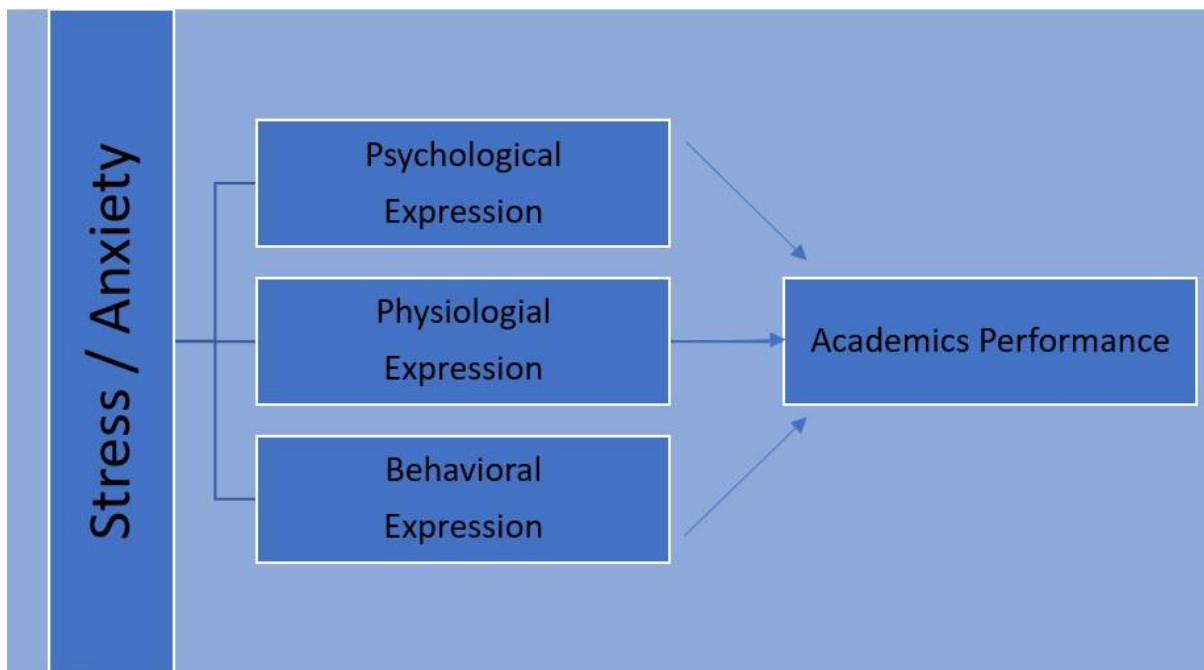 Stress / Anxiety
Psychological
Expression
Physiologial
Expression
Behavioral
Expression
Academics Performance